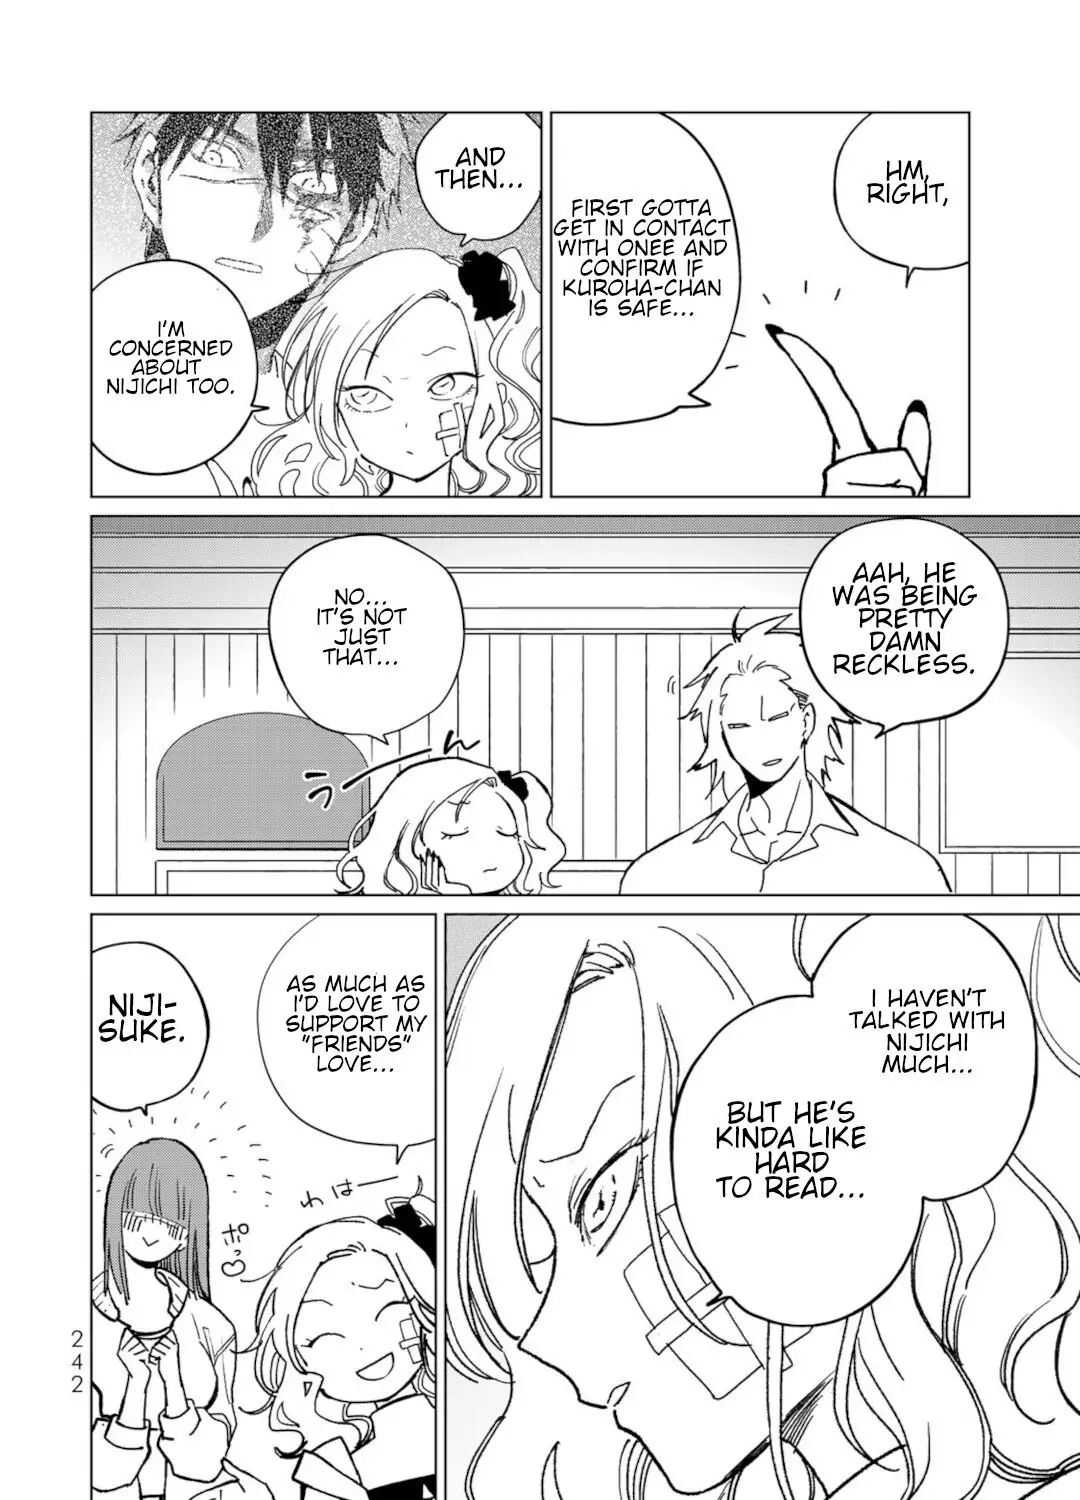 HM,
RIGHT,
FIRST GOTTA
GET IN CONTACT
WITH ONEE AND
CONFIRM IF
KUROHA-CHAN
IS SAFE...
AND
THEN...
I'M
CONCERNED
ABOUT
NIJICHI TOO.
AAH, HE
WAS BEING
PRETTY
DAMN
RECKLESS.
NO...
IT'S NOT
JUST
THAT...
うーん
I HAVEN'T
TALKED WITH
NIJICHI
MUCH...
BUT HE'S
KINDA LIKE
HARD
TO READ...
AS MUCH AS
I'D LOVE TO
SUPPORT MY
"FRIENDS"
LOVE...
NIJI-
SUKE.
わはー
ポッ♡
242